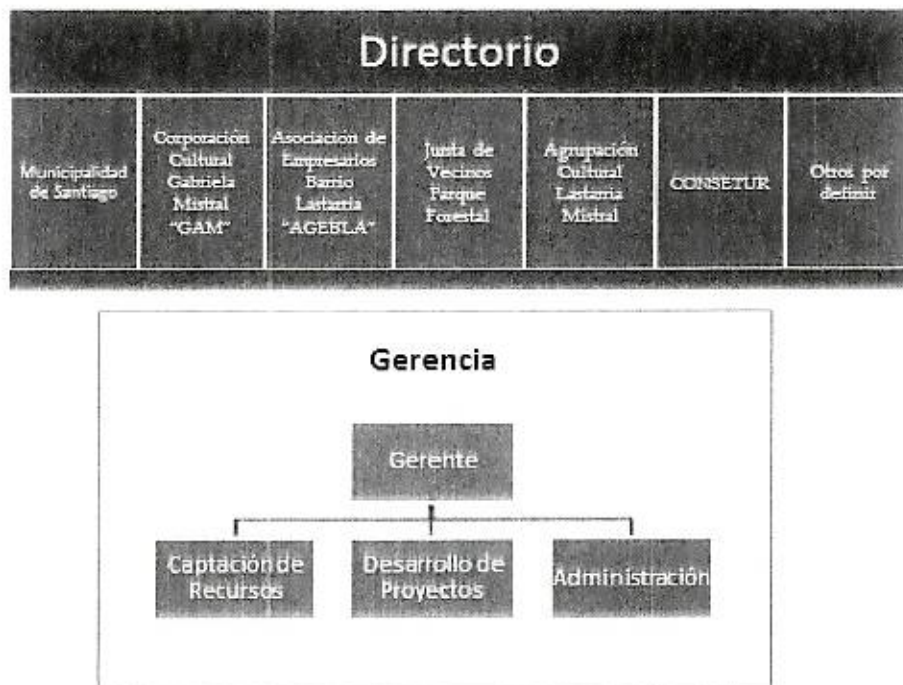 Directorio
Municipalidad
de Santiago
Corporación
Cultural
Gabriela
Mistral
"GAM"
Asociación de
Empresarios
Barrio
Lastarria
"AGEBLA"
Junta de
Vecinos
Parque
Forestal
Agrupación
Cultural
Lastarria
Mistral
CONSETUR
Otros por
definir
Gerencia
Gerente
Captación de
Recursos
Desarrollo de
Proyectos
Administración